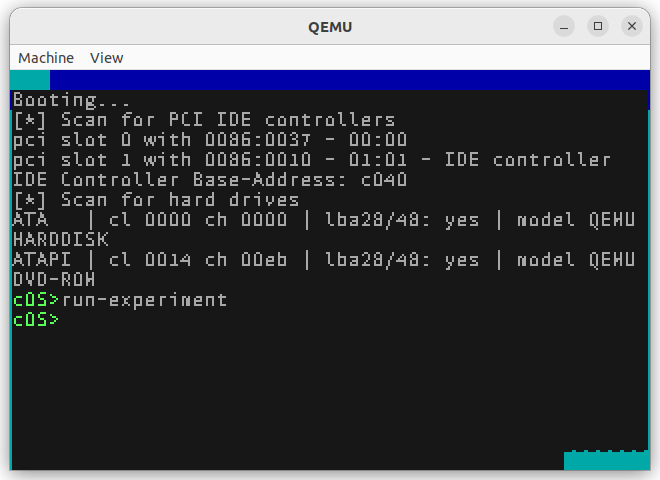 QEMU
Machine View
Booting...
[*] Scan for PCI IDE controllers
pci slot 0 with 0086:0037 - 00:00
pci slot 1 with 0086:0010 - 01:01 - IDE controller
IDE Controller Base-Address: c040
[*] Scan for hard drives
ATA | cl 0000 ch 0000 | lba28/48: yes | model QEMU
HARDDISK
ATAPI | cl 0014 ch 00eb | lba28/48: yes | model QEMU
DVD-ROM
cOS>run-experiment
cOS>